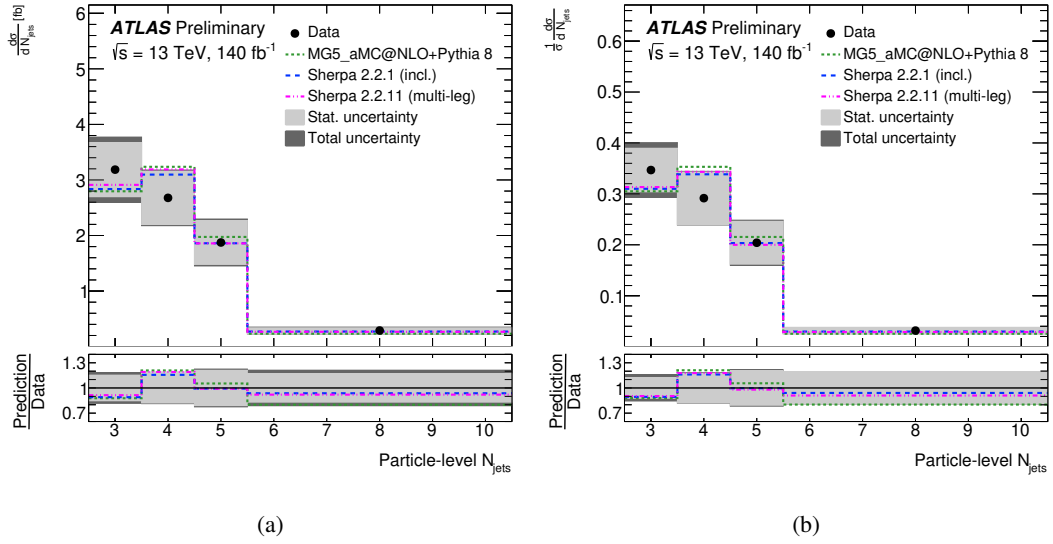 dσ
d N_jets [fb]
ATLAS Preliminary
√s = 13 TeV, 140 fb⁻¹
Data
MG5_aMC@NLO+Pythia 8
Sherpa 2.2.1 (incl.)
Sherpa 2.2.11 (multi-leg)
Stat. uncertainty
Total uncertainty
6
5
4
3
2
1
Prediction
Data
1.3
1
0.7
3 4 5 6 7 8 9 10
Particle-level N_jets
(a)
1 dσ
σ d N_jets
ATLAS Preliminary
√s = 13 TeV, 140 fb⁻¹
Data
MG5_aMC@NLO+Pythia 8
Sherpa 2.2.1 (incl.)
Sherpa 2.2.11 (multi-leg)
Stat. uncertainty
Total uncertainty
0.6
0.5
0.4
0.3
0.2
0.1
Prediction
Data
1.3
1
0.7
3 4 5 6 7 8 9 10
Particle-level N_jets
(b)